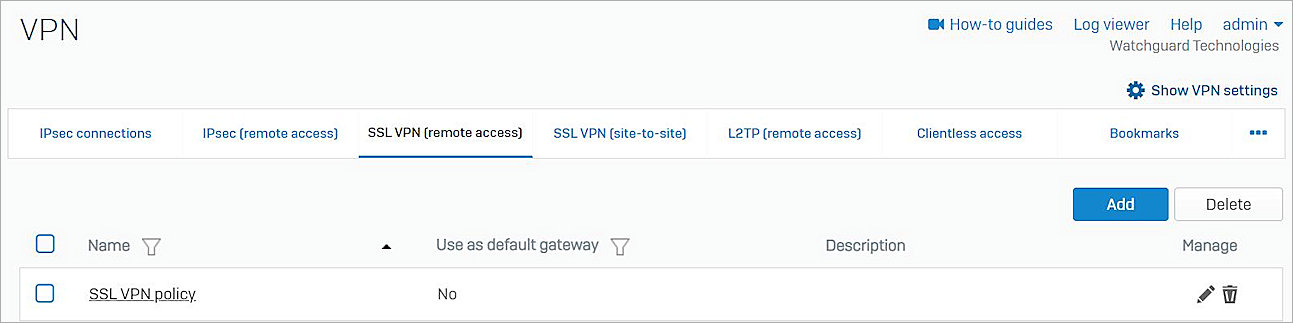 VPN
How-to guides Log viewer Help admin
Watchguard Technologies
Show VPN settings
IPsec connections IPsec (remote access) SSL VPN (remote access) SSL VPN (site-to-site) L2TP (remote access) Clientless access Bookmarks •••
Add Delete
Name Use as default gateway Description Manage
SSL VPN policy No